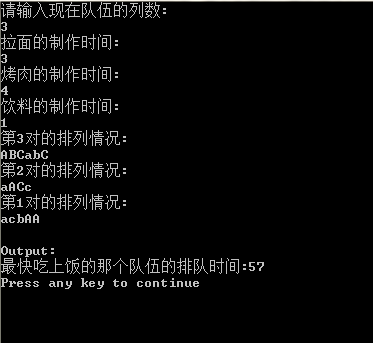 请输入现在队伍的列数:
3
拉面的制作时间:
3
烤肉的制作时间:
4
饮料的制作时间:
1
第3对的排列情况:
ABCabC
第2对的排列情况:
aACc
第1对的排列情况:
acbAA
Output:
最快吃上饭的那个队伍的排队时间:57
Press any key to continue